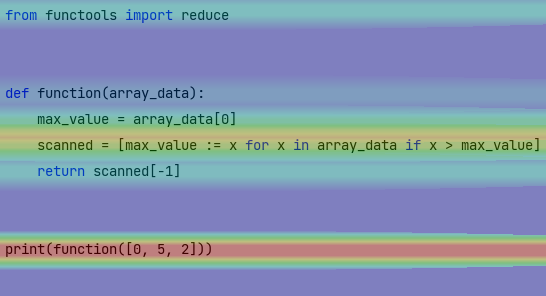 from functools import reduce
def function(array_data):
    max_value = array_data[0]
    scanned = [max_value := x for x in array_data if x > max_value]
    return scanned[-1]
print(function([0, 5, 2]))